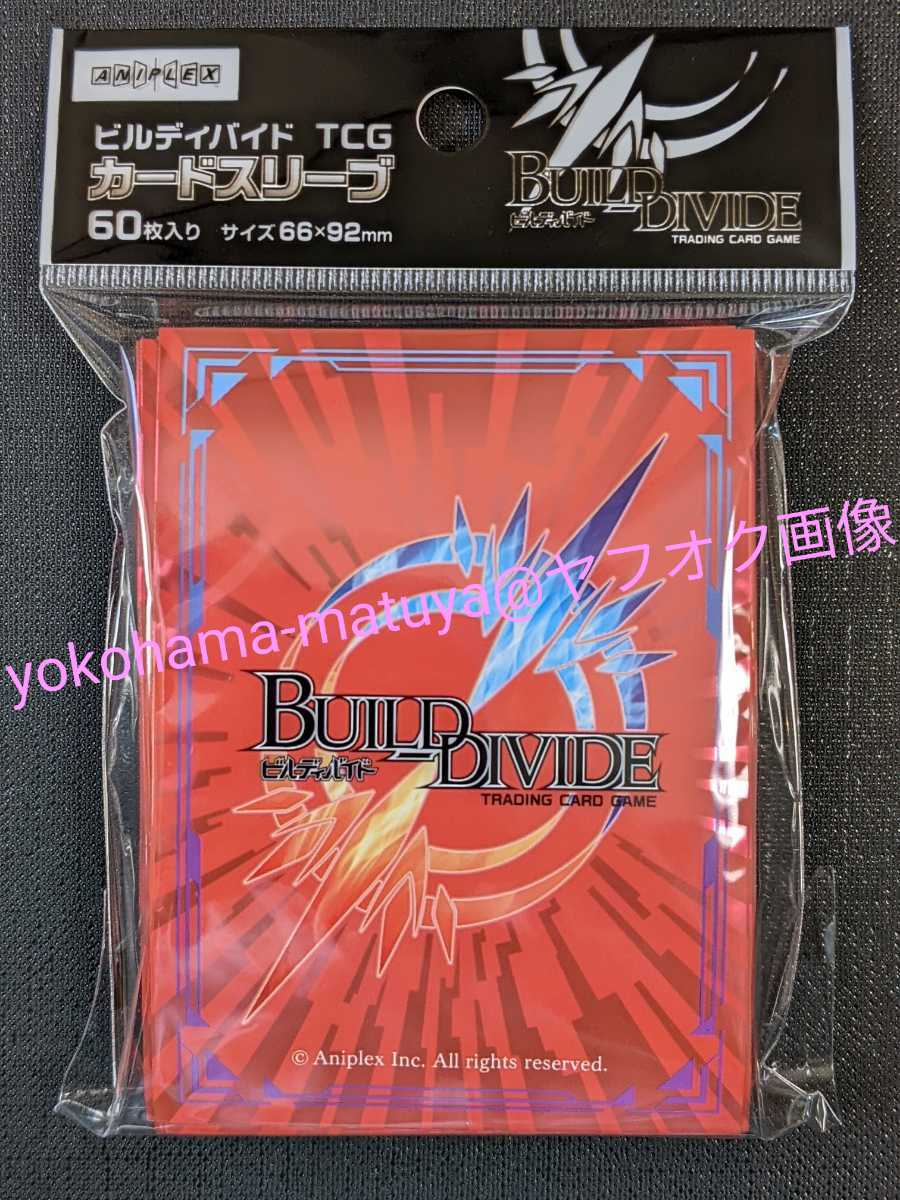 ANIPLEX
ビルディバイド TCG
カードスリーブ
60枚入り サイズ66×92mm
BUILD DIVIDE
ビルディバイド
TRADING CARD GAME
yokohama-matuya@ヤフオク画像
BUILD DIVIDE
ビルディバイド
TRADING CARD GAME
© Aniplex Inc. All rights reserved.